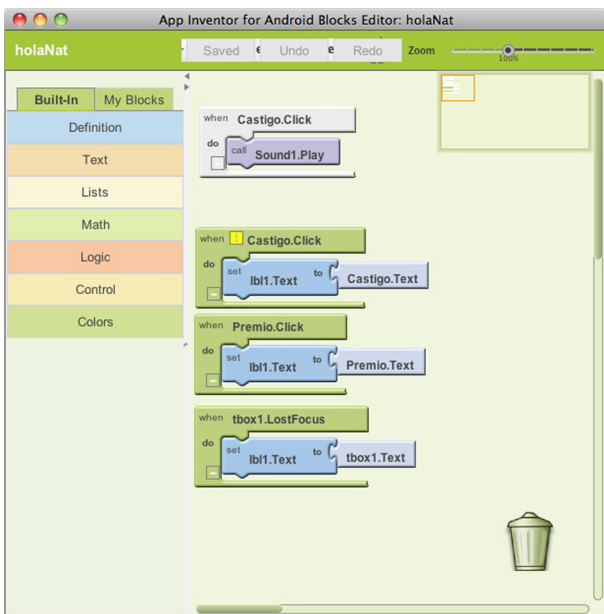 App Inventor for Android Blocks Editor: holaNat
holaNat
Saved
Undo
Redo
Zoom
100%
Built-In
My Blocks
Definition
Text
Lists
Math
Logic
Control
Colors
when Castigo.Click
do
call Sound1.Play
when ! Castigo.Click
do
set lbl1.Text to Castigo.Text
when Premio.Click
do
set lbl1.Text to Premio.Text
when tbox1.LostFocus
do
set lbl1.Text to tbox1.Text